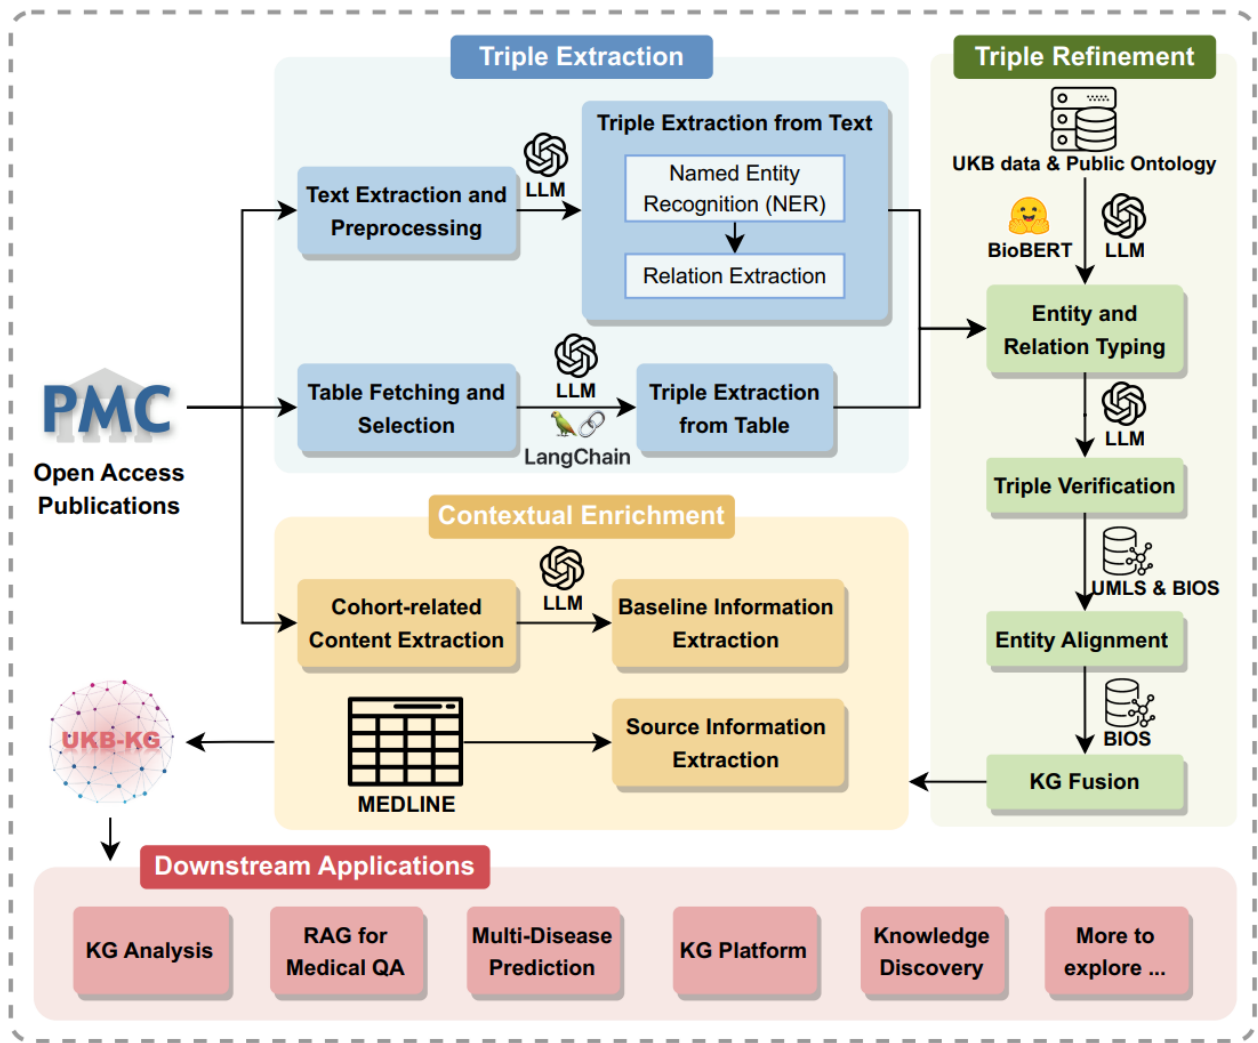 Triple Extraction
Triple Refinement
Text Extraction and
Preprocessing
LLM
Triple Extraction from Text
Named Entity
Recognition (NER)
Relation Extraction
UKB data & Public Ontology
BioBERT
LLM
Entity and
Relation Typing
PMC
Open Access
Publications
Table Fetching and
Selection
LLM
LangChain
Triple Extraction
from Table
LLM
Triple Verification
Contextual Enrichment
Cohort-related
Content Extraction
LLM
Baseline Information
Extraction
UMLS & BIOS
Entity Alignment
UKB-KG
MEDLINE
Source Information
Extraction
BIOS
KG Fusion
Downstream Applications
KG Analysis
RAG for
Medical QA
Multi-Disease
Prediction
KG Platform
Knowledge
Discovery
More to
explore ...